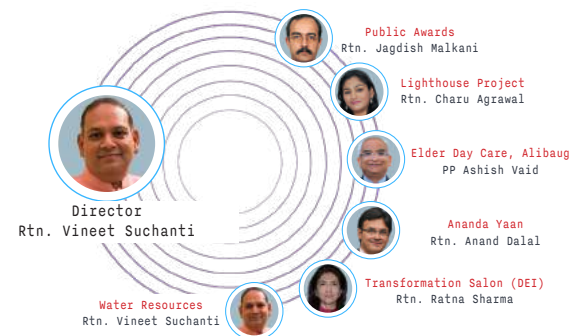 Public Awards
Rtn. Jagdish Malkani
Lighthouse Project
Rtn. Charu Agrawal
Elder Day Care, Alibaug
PP Ashish Vaid
Director
Rtn. Vineet Suchanti
Ananda Yaan
Rtn. Anand Dalal
Transformation Salon (DEI)
Rtn. Ratna Sharma
Water Resources
Rtn. Vineet Suchanti